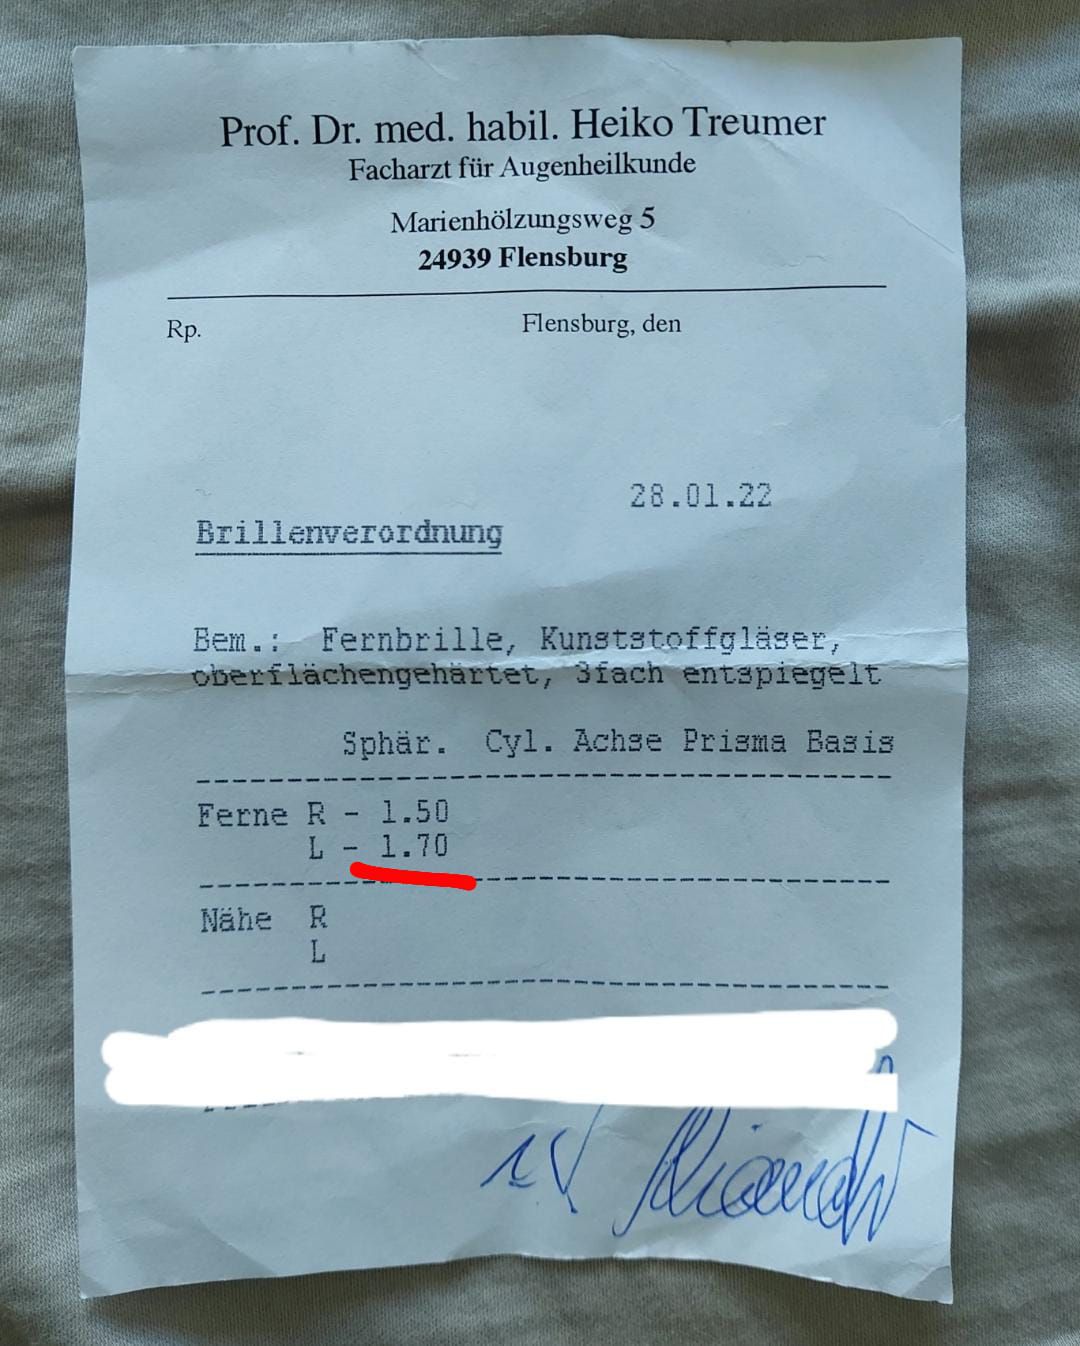 Prof. Dr. med. habil. Heiko Treumer
Facharzt für Augenheilkunde
Marienhölzungsweg 5
24939 Flensburg
Rp. Flensburg, den
28.01.22
Brillenverordnung
Bem.: Fernbrille, Kunststoffgläser,
oberflächengehärtet, 3fach entspiegelt
Sphär. Cyl. Achse Prisma Basis
Ferne R - 1.50
L - 1.70
Nähe R
L